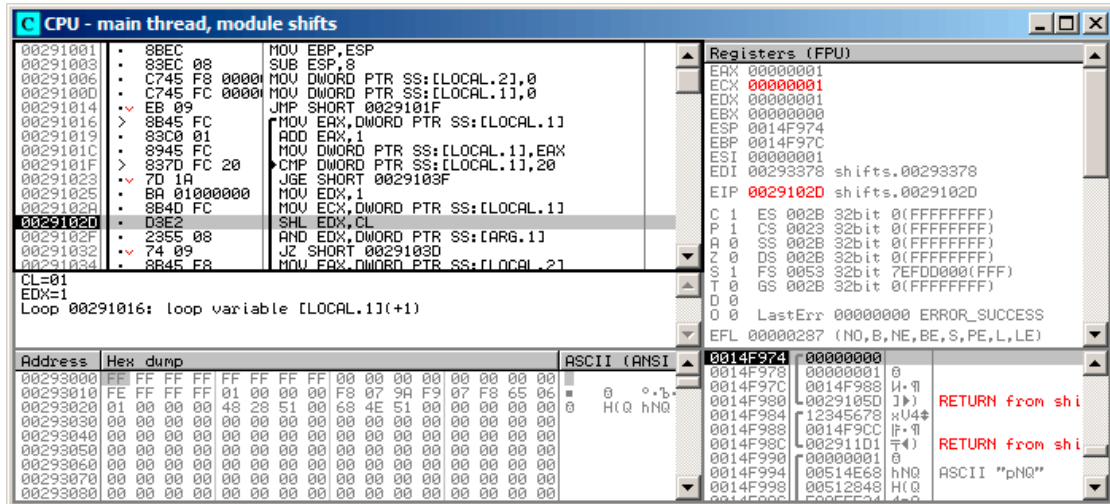 CPU - main thread, module shifts
00291001 · 8BEC MOV EBP,ESP
00291003 · 83EC 08 SUB ESP,8
00291006 · C745 F8 0000 MOV DWORD PTR SS:[LOCAL.2],0
0029100D · C745 FC 0000 MOV DWORD PTR SS:[LOCAL.1],0
00291014 · EB 09 JMP SHORT 0029101F
00291016 > 8B45 FC MOV EAX,DWORD PTR SS:[LOCAL.1]
00291019 · 83C0 01 ADD EAX,1
0029101C · 8945 FC MOV DWORD PTR SS:[LOCAL.1],EAX
0029101F > 837D FC 20 CMP DWORD PTR SS:[LOCAL.1],20
00291023 · 7D 1A JGE SHORT 0029103F
00291025 · BA 01000000 MOV EDX,1
0029102A · 8B4D FC MOV ECX,DWORD PTR SS:[LOCAL.1]
0029102D · D3E2 SHL EDX,CL
0029102F · 2355 08 AND EDX,DWORD PTR SS:[ARG.1]
00291032 · 74 09 JZ SHORT 0029103D
00291034 · 8B45 F8 MOV EAX,DWORD PTR SS:[LOCAL.2]
CL=01
EDX=1
Loop 00291016: loop variable [LOCAL.1](+1)
Registers (FPU)
EAX 00000001
ECX 00000001
EDX 00000001
EBX 00000000
ESP 0014F974
EBP 0014F97C
ESI 00000001
EDI 00293378 shifts.00293378
EIP 0029102D shifts.0029102D
C 1 ES 002B 32bit 0(FFFFFFFF)
P 1 CS 0023 32bit 0(FFFFFFFF)
A 0 SS 002B 32bit 0(FFFFFFFF)
Z 0 DS 002B 32bit 0(FFFFFFFF)
S 1 FS 0053 32bit 7EFDD000(FFF)
T 0 GS 002B 32bit 0(FFFFFFFF)
D 0
O 0 LastErr 00000000 ERROR_SUCCESS
EFL 00000287 (NO,B,NE,BE,S,PE,L,LE)
Address Hex dump ASCII (ANSI
00293000 FF FF FF FF FF FF FF FF 00 00 00 00 00 00 00 00
00293010 FE FF FF FF 01 00 00 00 F8 07 9A F9 07 F8 65 06
00293020 01 00 00 00 48 28 51 00 68 4E 51 00 00 00 00 00 H(Q hNQ
00293030 00 00 00 00 00 00 00 00 00 00 00 00 00 00 00 00
00293040 00 00 00 00 00 00 00 00 00 00 00 00 00 00 00 00
00293050 00 00 00 00 00 00 00 00 00 00 00 00 00 00 00 00
00293060 00 00 00 00 00 00 00 00 00 00 00 00 00 00 00 00
00293070 00 00 00 00 00 00 00 00 00 00 00 00 00 00 00 00
00293080 00 00 00 00 00 00 00 00 00 00 00 00 00 00 00 00
0014F974 00000000
0014F978 00000001
0014F97C 0014F988
0014F980 0029105D RETURN from shi
0014F984 12345678 xV4
0014F988 0014F9CC
0014F98C 002911D1 RETURN from shi
0014F990 00000001
0014F994 00514E68 hNQ ASCII "pNQ"
0014F998 00512848 H(Q